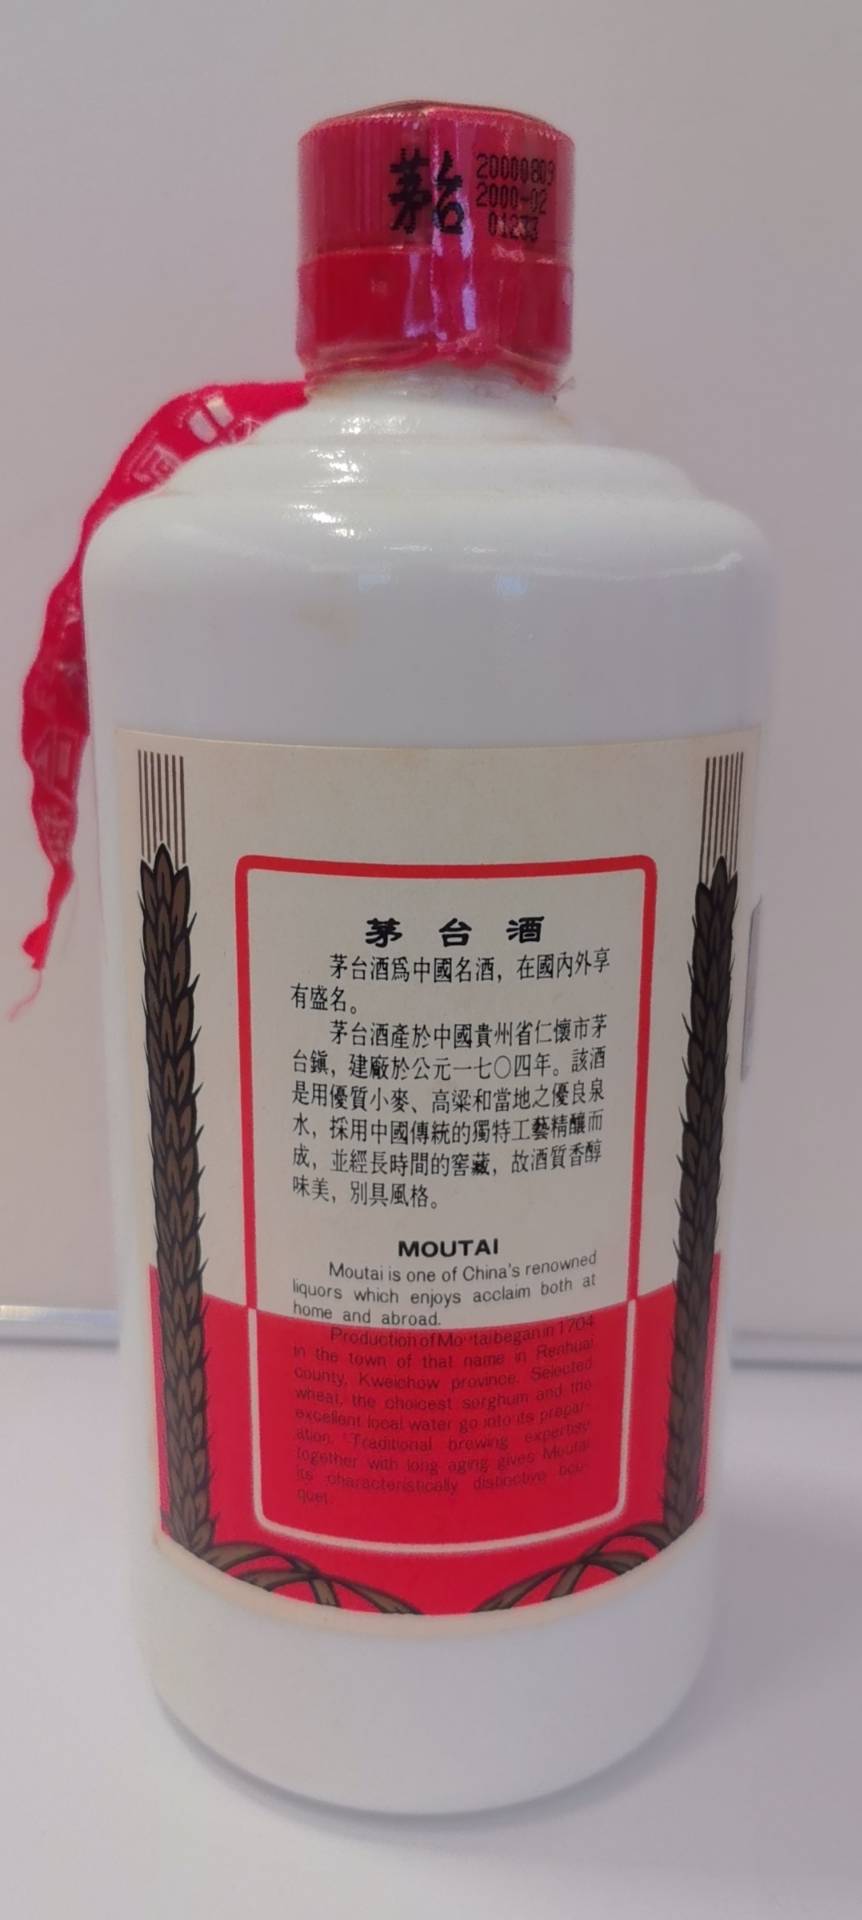 茅台
20000809
2000-02
01233
茅台酒
茅台酒爲中國名酒，在國內外享
有盛名。
茅台酒產於中國貴州省仁懷市茅
台鎮，建廠於公元一七〇四年。該酒
是用優質小麥、高粱和當地之優良泉
水，採用中國傳統的獨特工藝精釀而
成，並經長時間的窖藏，故酒質香醇
味美，別具風格。
MOUTAI
Moutai is one of China's renowned
liquors which enjoys acclaim both at
home and abroad.
Production of Moutai began in 1704
in the town of that name in Renhuai
county, Kweichow province. Selected
wheat, the choicest sorghum and the
excellent local water go into its prepar-
ation. Traditional brewing expertise
together with long aging gives Moutai
its characteristically distinctive bou-
quet.